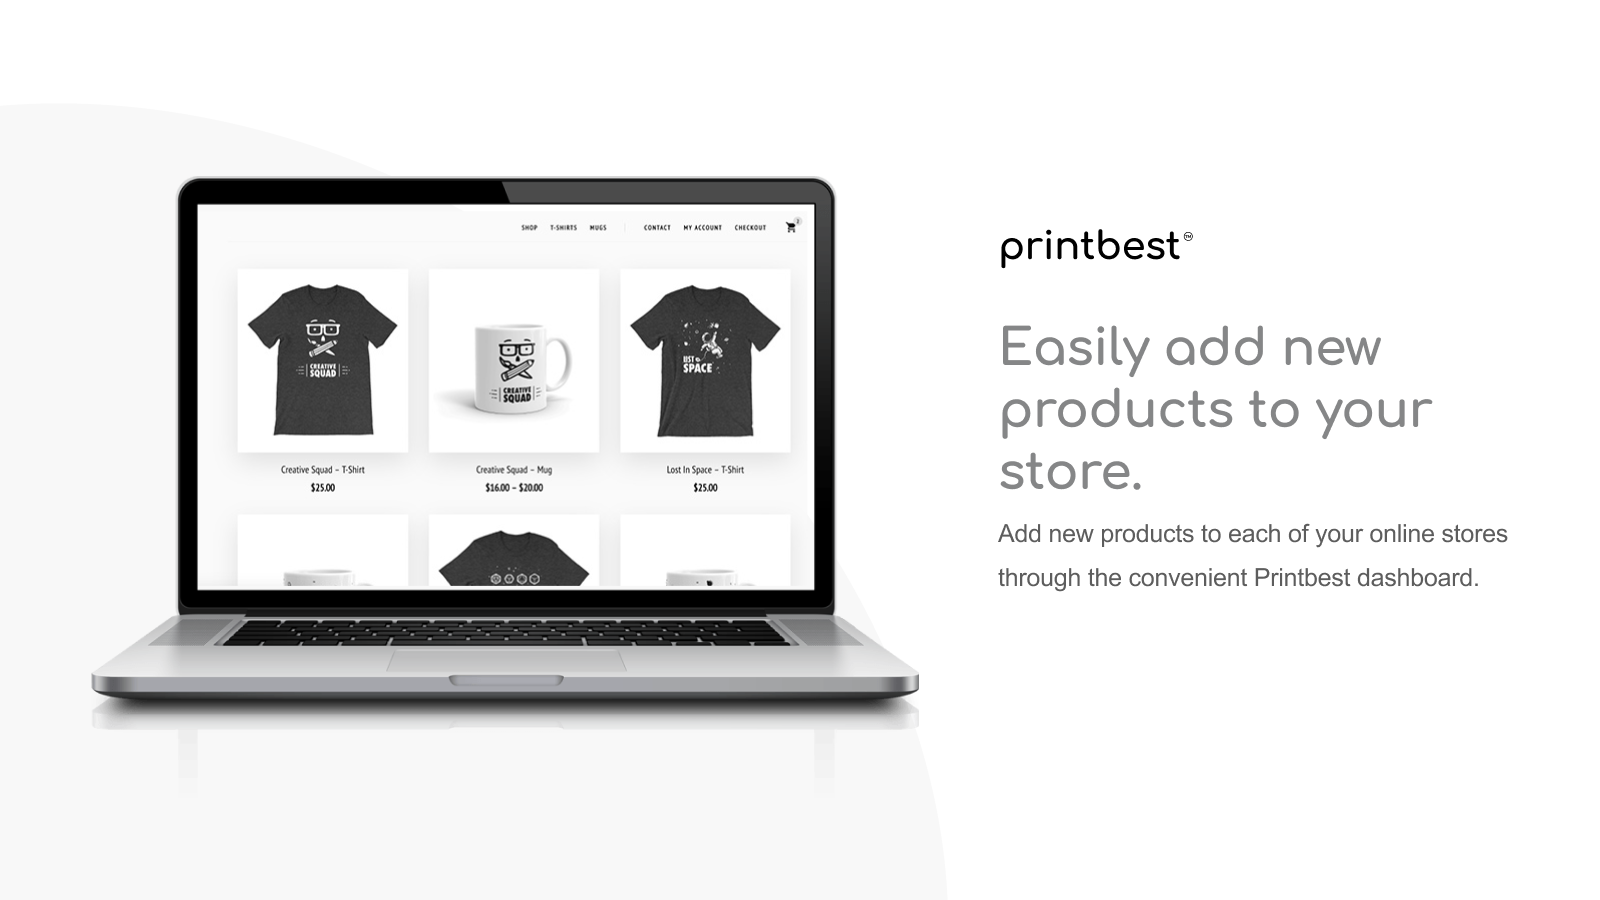 SHOP T-SHIRTS MUGS CONTACT MY ACCOUNT CHECKOUT
CREATIVE
SQUAD
CREATIVE
SQUAD
LOST IN
SPACE
Creative Squad – T-Shirt
$25.00
Creative Squad – Mug
$16.00 – $20.00
Lost In Space – T-Shirt
$25.00
printbest™
Easily add new
products to your
store.
Add new products to each of your online stores
through the convenient Printbest dashboard.